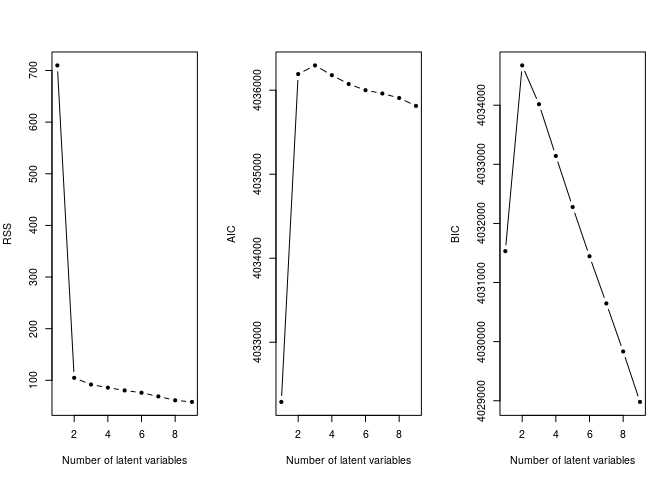 RSS
700
600
500
400
300
200
100
2 4 6 8
Number of latent variables
AIC
4036000
4035000
4034000
4033000
2 4 6 8
Number of latent variables
BIC
4034000
4033000
4032000
4031000
4030000
4029000
2 4 6 8
Number of latent variables